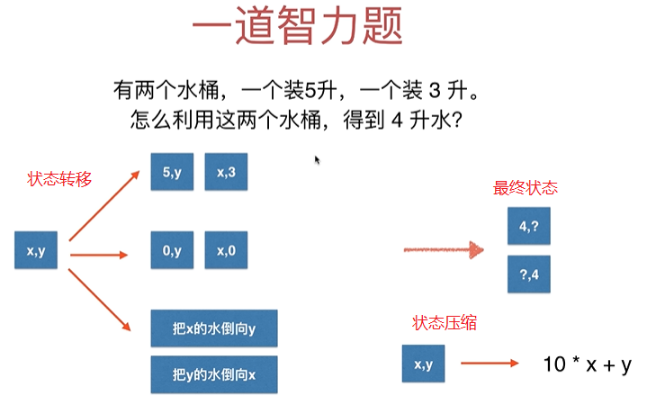 一道智力题
有两个水桶，一个装5升，一个装 3 升。
怎么利用这两个水桶，得到 4 升水?
状态转移
x,y
5,y
x,3
0,y
x,0
把x的水倒向y
把y的水倒向x
最终状态
4,?
?,4
状态压缩
x,y
10 * x + y